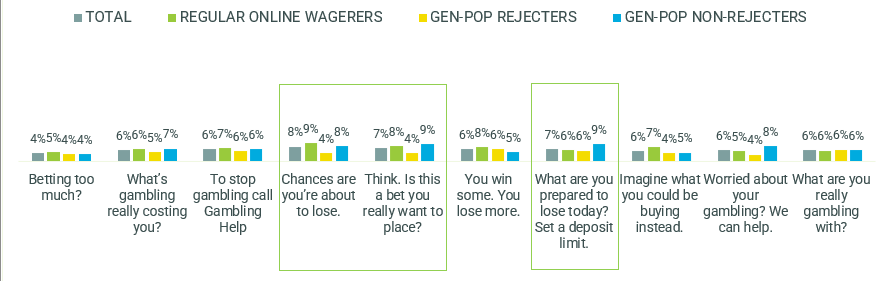 TOTAL REGULAR ONLINE WAGERERS GEN-POP REJECTERS GEN-POP NON-REJECTERS
4% 5% 4% 4%
6% 6% 5% 7%
6% 7% 6% 6%
8% 9% 4% 8%
7% 8% 4% 9%
6% 8% 6% 5%
7% 6% 6% 9%
6% 7% 4% 5%
6% 5% 4% 8%
6% 6% 6% 6%
Betting too
much?
What's
gambling
really costing
you?
To stop
gambling call
Gambling
Help
Chances are
you're about
to lose.
Think. Is this
a bet you
really want to
place?
You win
some. You
lose more.
What are you
prepared to
lose today?
Set a deposit
limit.
Imagine what
you could be
buying
instead.
Worried about
your
gambling? We
can help.
What are you
really
gambling
with?